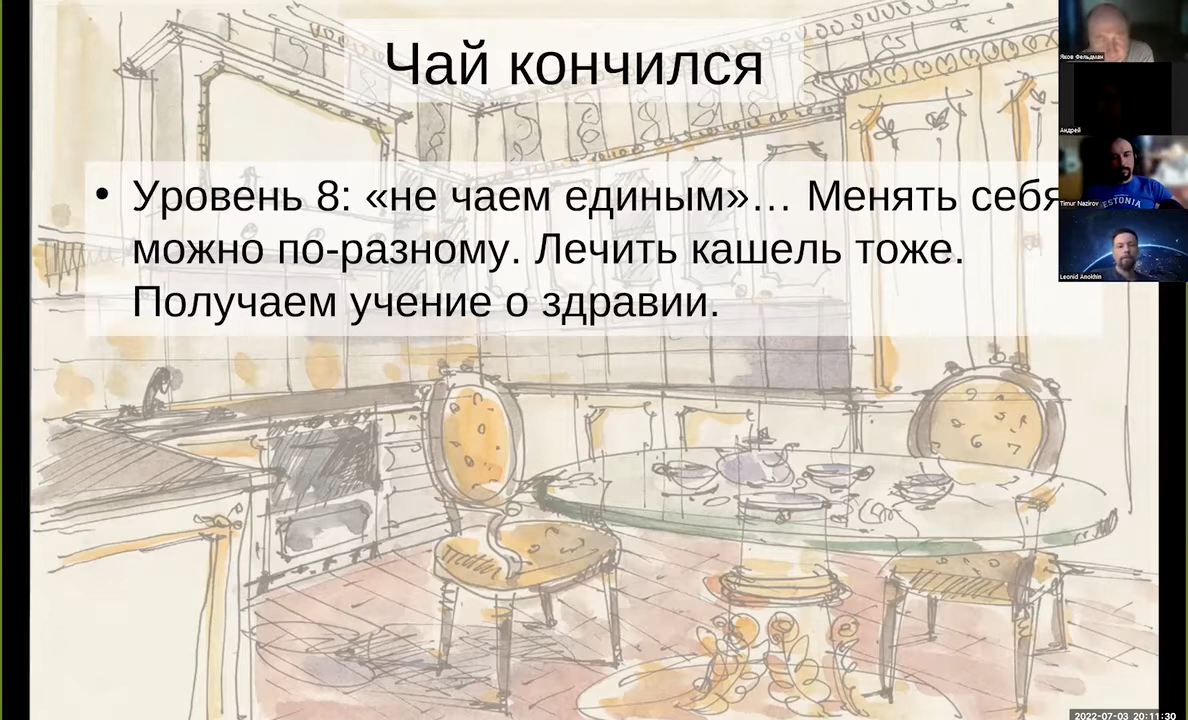 Чай кончился
• Уровень 8: «не чаем единым»… Менять себя
можно по-разному. Лечить кашель тоже.
Получаем учение о здравии.
Яков Фельдман
Андрей
Timur Nazirov
ESTONIA
Leonid Anokhin
2022-07-03 20:11:30